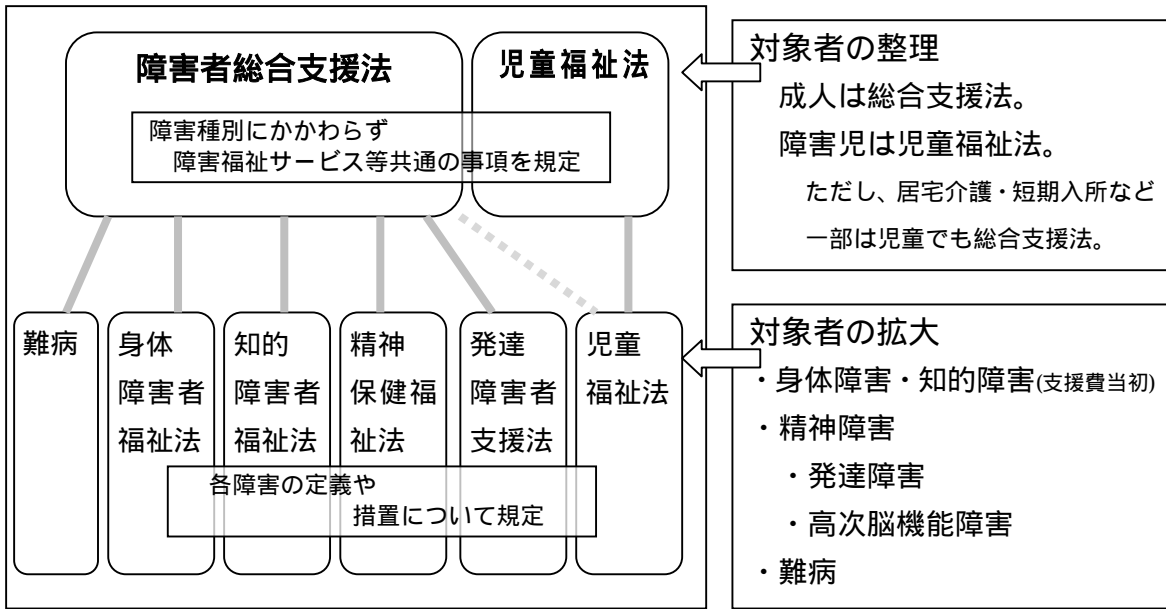 障害者総合支援法
児童福祉法
障害種別にかかわらず
障害福祉サービス等共通の事項を規定
対象者の整理
成人は総合支援法。
障害児は児童福祉法。
ただし、居宅介護・短期入所など
一部は児童でも総合支援法。
難病
身体
障害者
福祉法
知的
障害者
福祉法
精神
保健福
祉法
発達
障害者
支援法
児童
福祉法
各障害の定義や
措置について規定
対象者の拡大
・身体障害・知的障害(支援費当初)
・精神障害
・発達障害
・高次脳機能障害
・難病